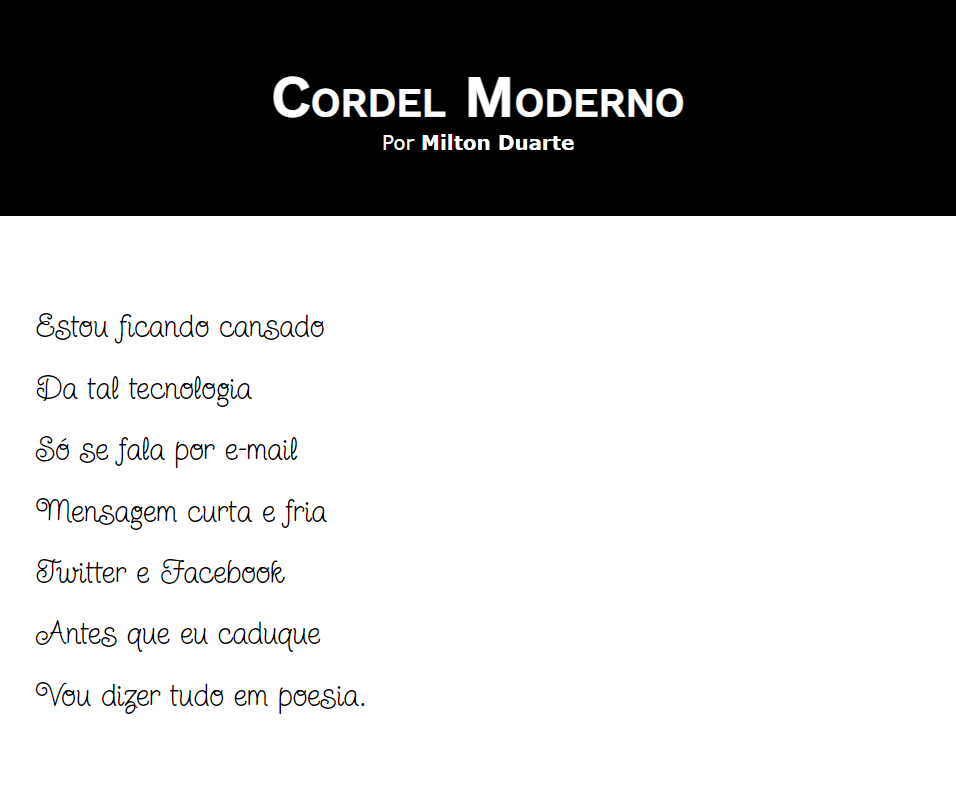 Cordel Moderno
Por Milton Duarte
Estou ficando cansado
Da tal tecnologia
Só se fala por e-mail
Mensagem curta e fria
Twitter e Facebook
Antes que eu caduque
Vou dizer tudo em poesia.